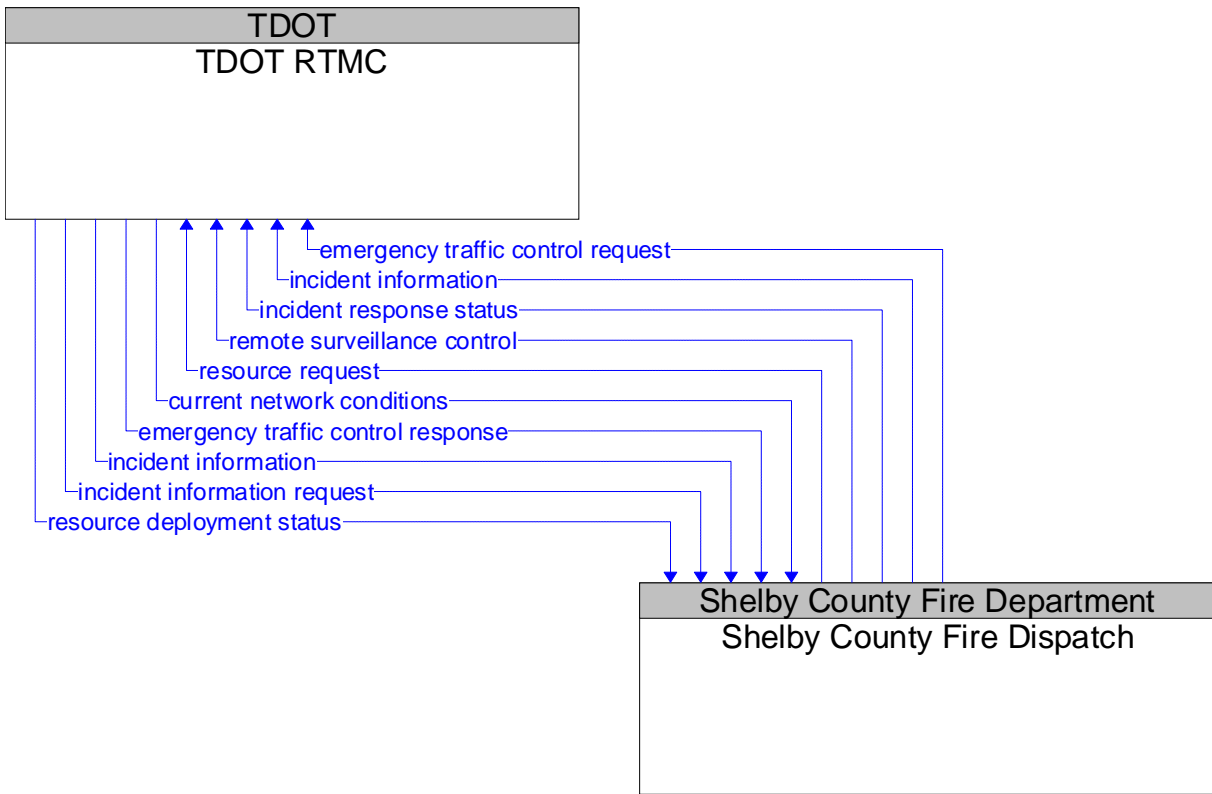 TDOT
TDOT RTMC
emergency traffic control request
incident information
incident response status
remote surveillance control
resource request
current network conditions
emergency traffic control response
incident information
incident information request
resource deployment status
Shelby County Fire Department
Shelby County Fire Dispatch